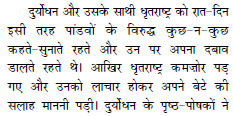 दुर्योधन और उसके साथी धृतराष्ट्र को रात-दिन
इसी तरह पांडवों के विरुद्ध कुछ-न-कुछ
कहते-सुनाते रहते और उन पर अपना दबाव
डालते रहते थे। आखिर धृतराष्ट्र कमज़ोर पड़
गए और उनको लाचार होकर अपने बेटे की
सलाह माननी पड़ी। दुर्योधन के पृष्ठ-पोषकों ने